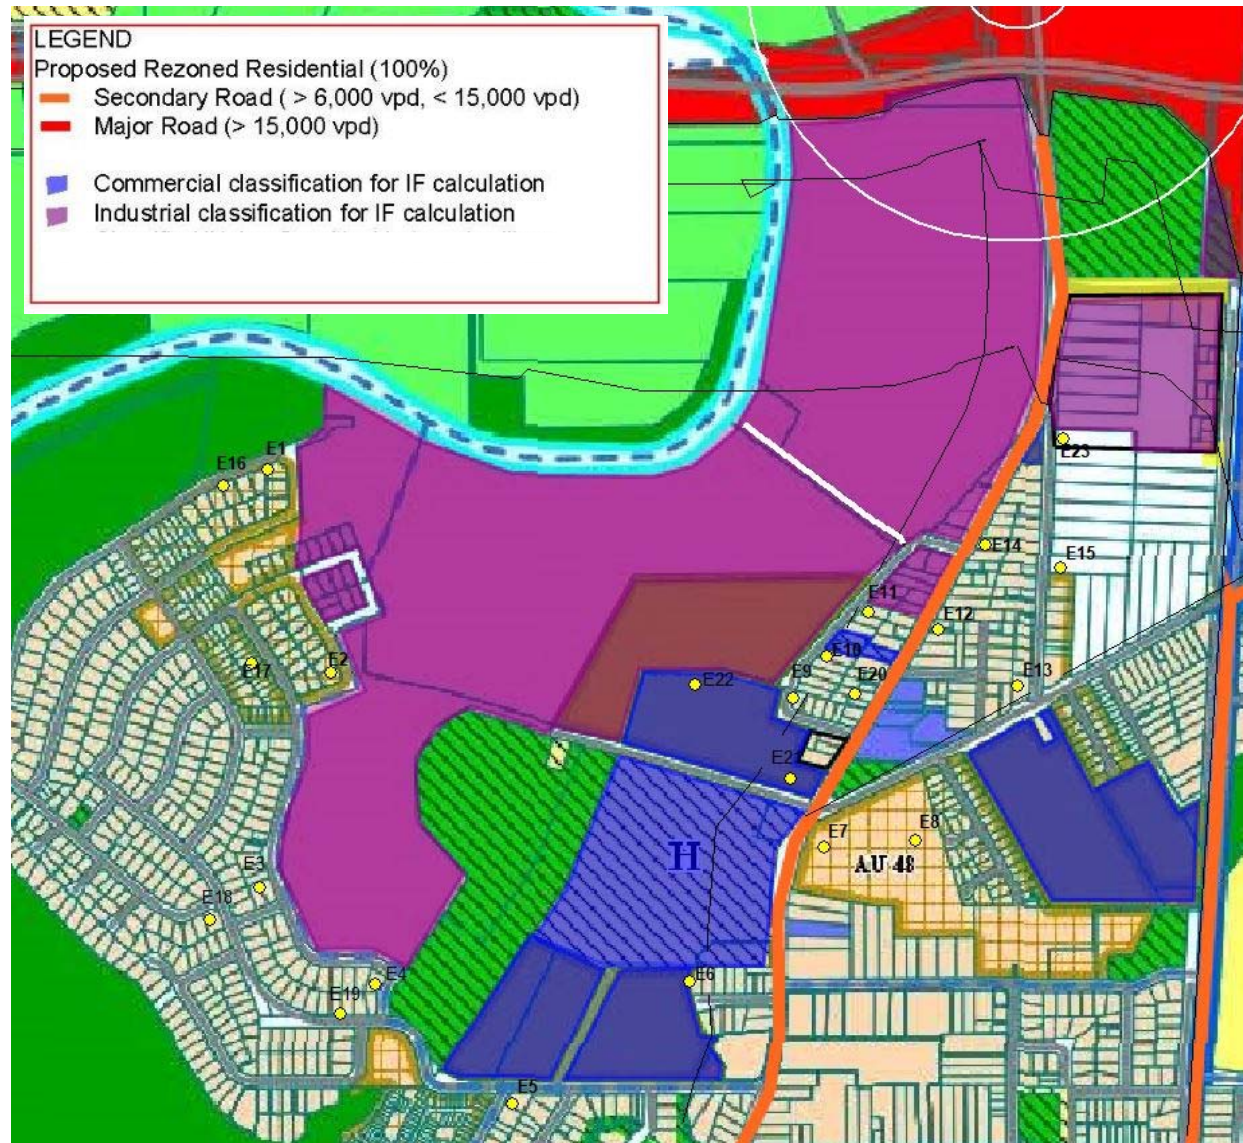 LEGEND
Proposed Rezoned Residential (100%)
Secondary Road ( > 6,000 vpd, < 15,000 vpd)
Major Road (> 15,000 vpd)
Commercial classification for IF calculation
Industrial classification for IF calculation
E1
E16
E23
E14
E15
E11
E12
E10
E17
E2
E9
E20
E13
E22
E21
E7
E8
H
AU 48
E3
E18
E4
E6
E19
E5